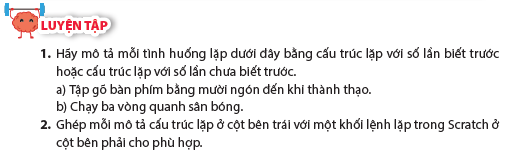 LUYỆN TẬP
1. Hãy mô tả mỗi tình huống lặp dưới đây bằng cấu trúc lặp với số lần biết trước
hoặc cấu trúc lặp với số lần chưa biết trước.
a) Tập gõ bàn phím bằng mười ngón đến khi thành thạo.
b) Chạy ba vòng quanh sân bóng.
2. Ghép mỗi mô tả cấu trúc lặp ở cột bên trái với một khối lệnh lặp trong Scratch ở
cột bên phải cho phù hợp.